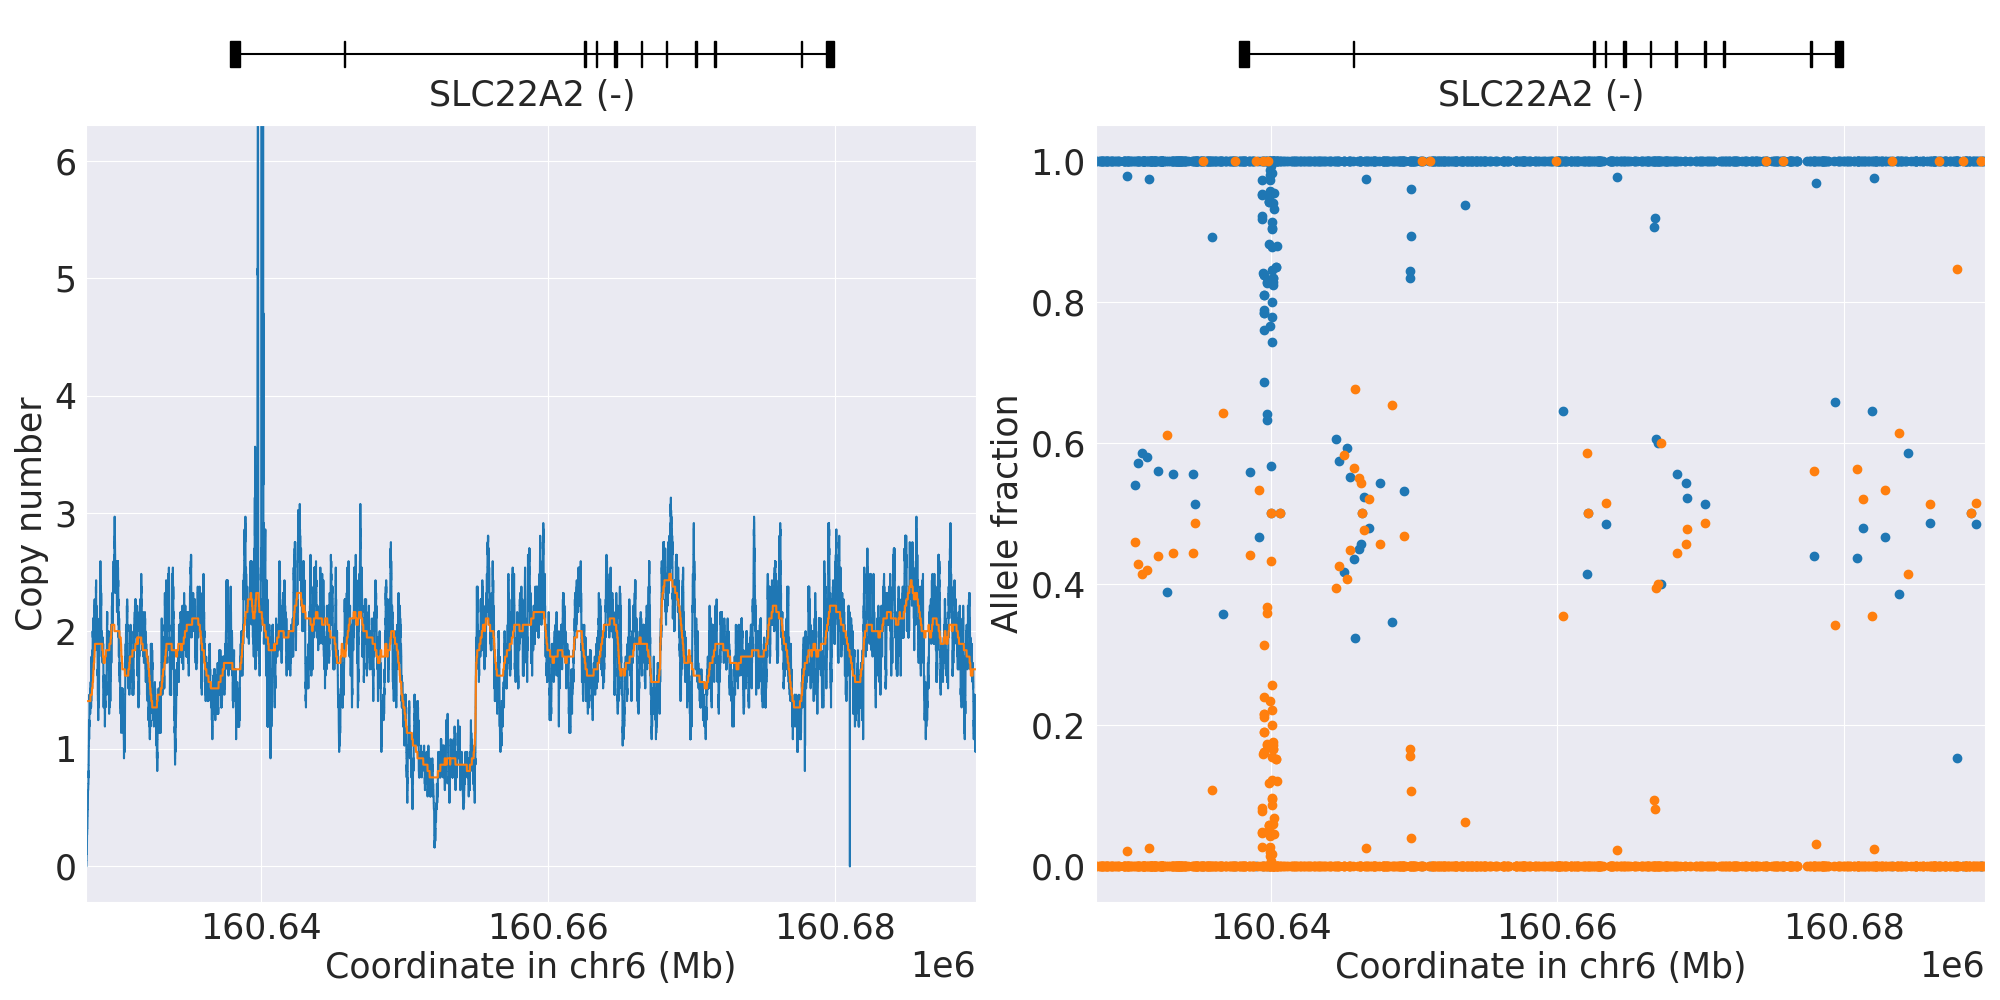 SLC22A2 (-)
6
5
4
3
2
1
0
Copy number
160.64
160.66
160.68
Coordinate in chr6 (Mb)
1e6
SLC22A2 (-)
1.0
0.8
0.6
0.4
0.2
0.0
Allele fraction
160.64
160.66
160.68
Coordinate in chr6 (Mb)
1e6